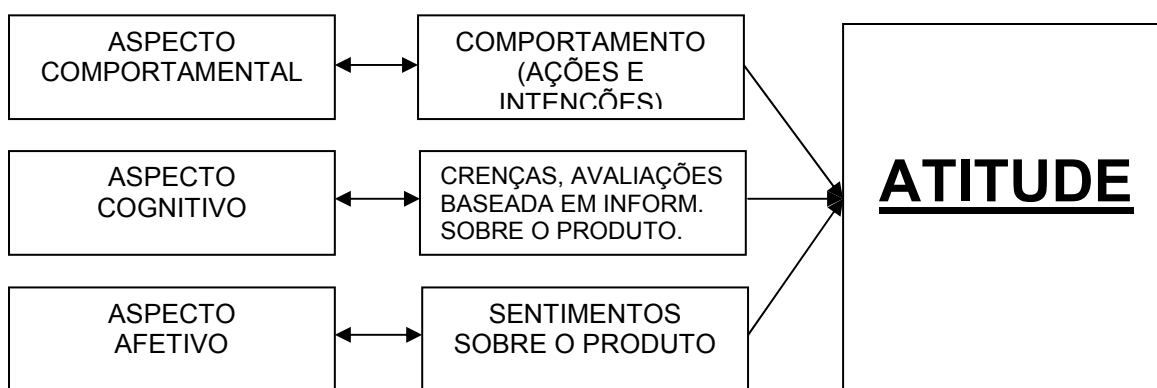 ASPECTO
COMPORTAMENTAL
COMPORTAMENTO
(AÇÕES E
INTENÇÕES)
ASPECTO
COGNITIVO
CRENÇAS, AVALIAÇÕES
BASEADA EM INFORM.
SOBRE O PRODUTO.
ASPECTO
AFETIVO
SENTIMENTOS
SOBRE O PRODUTO
ATITUDE